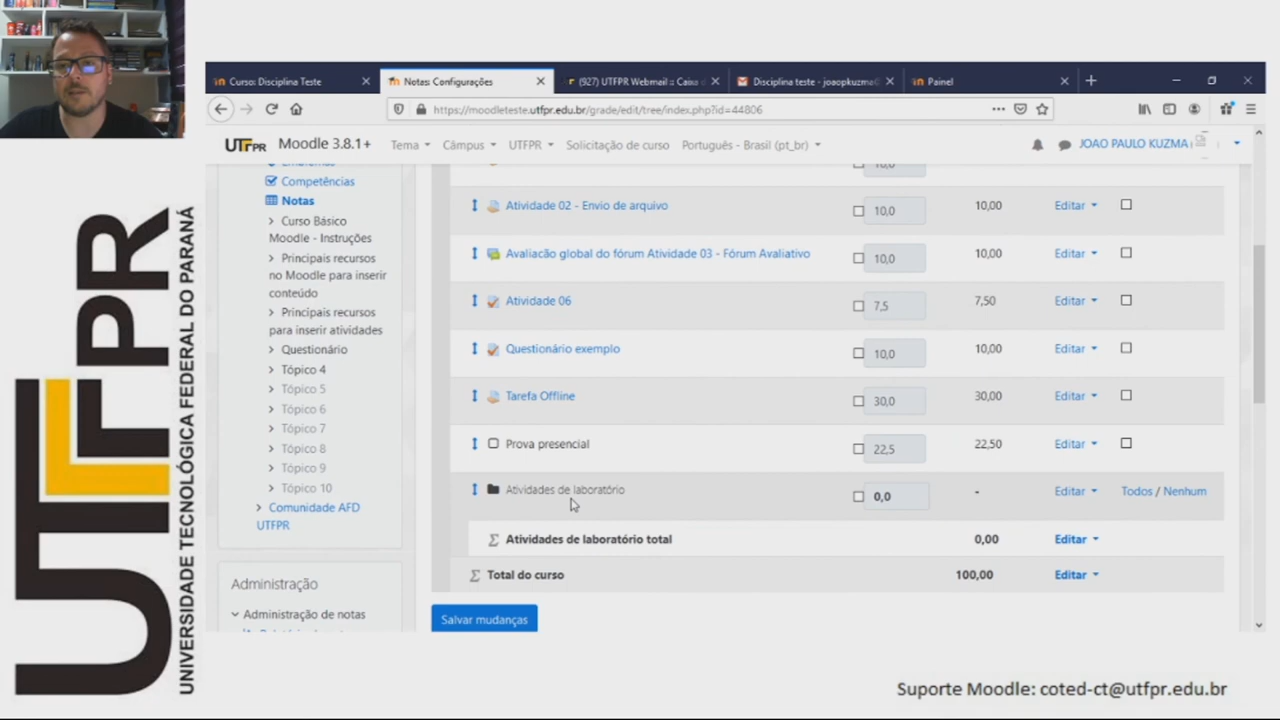 UTFPR
UNIVERSIDADE TECNOLÓGICA FEDERAL DO PARANÁ
Curso: Disciplina Teste
Notas: Configurações
(927) UTFPR Webmail :: Caixa d
Disciplina teste - joaopkuzma
Painel
https://moodleteste.utfpr.edu.br/grade/edit/tree/index.php?id=44806
UTFPR Moodle 3.8.1+ Tema Câmpus UTFPR Solicitação de curso Português - Brasil (pt_br) JOAO PAULO KUZMA
Emblemas
Competências
Notas
Curso Básico
Moodle - Instruções
Principais recursos
no Moodle para inserir
conteúdo
Principais recursos
para inserir atividades
Questionário
Tópico 4
Tópico 5
Tópico 6
Tópico 7
Tópico 8
Tópico 9
Tópico 10
Comunidade AFD
UTFPR
Administração
Administração de notas
10,0
Atividade 02 - Envio de arquivo 10,0 10,00 Editar
Avaliacão global do fórum Atividade 03 - Fórum Avaliativo 10,0 10,00 Editar
Atividade 06 7,5 7,50 Editar
Questionário exemplo 10,0 10,00 Editar
Tarefa Offline 30,0 30,00 Editar
Prova presencial 22,5 22,50 Editar
Atividades de laboratório 0,0 - Editar Todos / Nenhum
Σ Atividades de laboratório total 0,00 Editar
Σ Total do curso 100,00 Editar
Salvar mudanças
Suporte Moodle: coted-ct@utfpr.edu.br